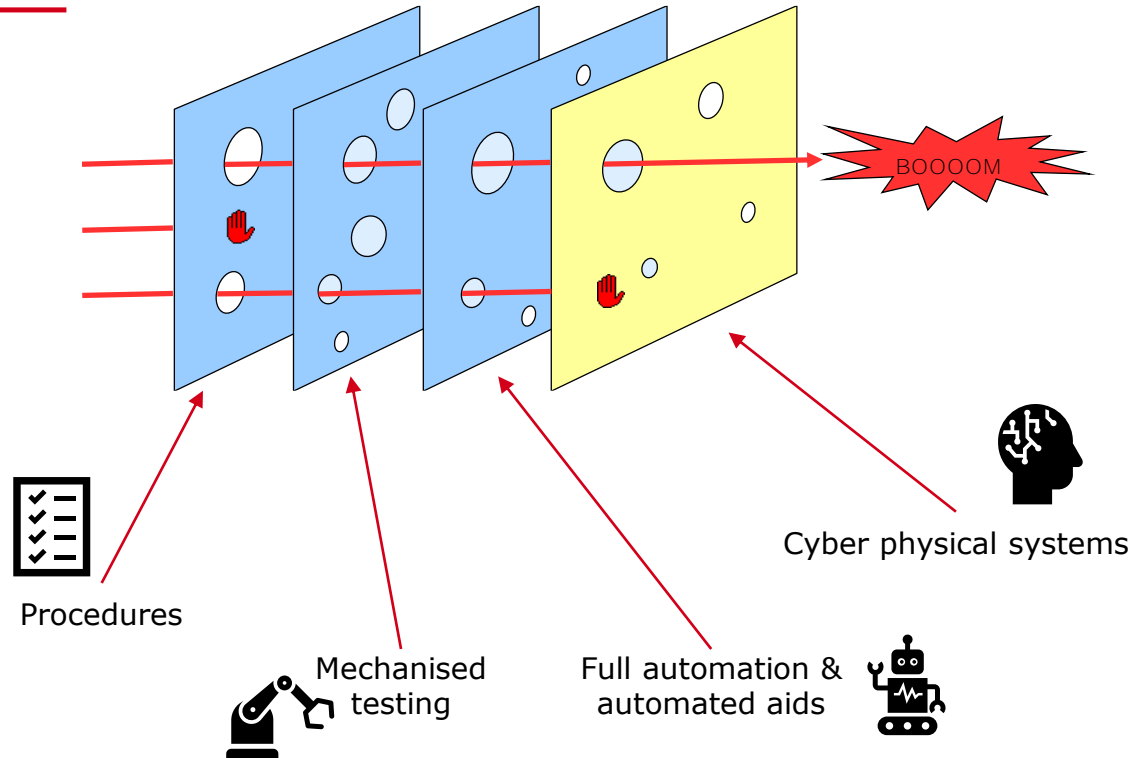 BOOOOM
Cyber physical systems
Procedures
Mechanised
testing
Full automation &
automated aids